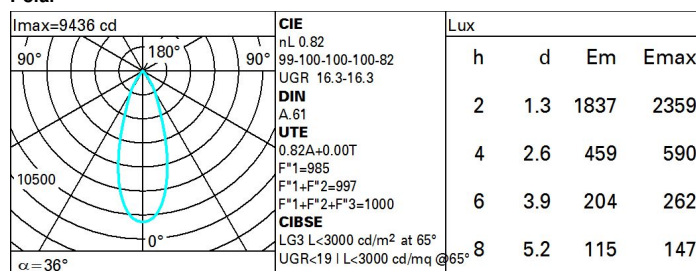 Imax=9436 cd
90°
180°
90°
10500
0°
α=36°
CIE
nL 0.82
99-100-100-100-82
UGR 16.3-16.3
DIN
A.61
UTE
0.82A+0.00T
F"1=985
F"1+F"2=997
F"1+F"2+F"3=1000
CIBSE
LG3 L<3000 cd/m² at 65°
UGR<19 | L<3000 cd/mq @65°
Lux
h d Em Emax
2 1.3 1837 2359
4 2.6 459 590
6 3.9 204 262
8 5.2 115 147